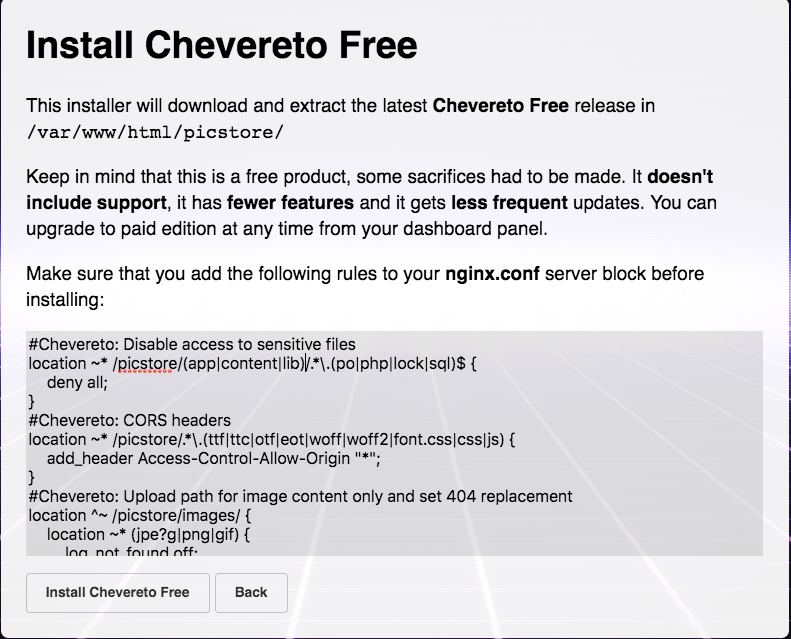 Install Chevereto Free
This installer will download and extract the latest Chevereto Free release in
/var/www/html/picstore/
Keep in mind that this is a free product, some sacrifices had to be made. It doesn't
include support, it has fewer features and it gets less frequent updates. You can
upgrade to paid edition at any time from your dashboard panel.
Make sure that you add the following rules to your nginx.conf server block before
installing:
#Chevereto: Disable access to sensitive files
location ~* /picstore/(app|content|lib)/.*\.(po|php|lock|sql)$ {
    deny all;
}
#Chevereto: CORS headers
location ~* /picstore/.*\.(ttf|ttc|otf|eot|woff|woff2|font.css|css|js) {
    add_header Access-Control-Allow-Origin "*";
}
#Chevereto: Upload path for image content only and set 404 replacement
location ^~ /picstore/images/ {
    location ~* (jpe?g|png|gif) {
        log_not_found off;
Install Chevereto Free
Back